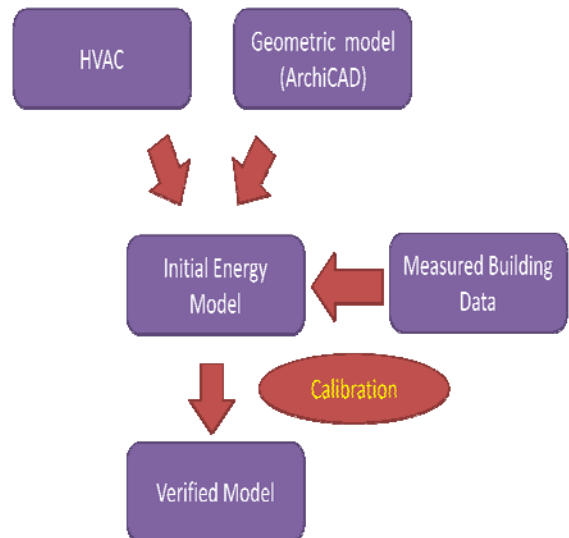 HVAC
Geometric model
(ArchiCAD)
Initial Energy
Model
Measured Building
Data
Calibration
Verified Model